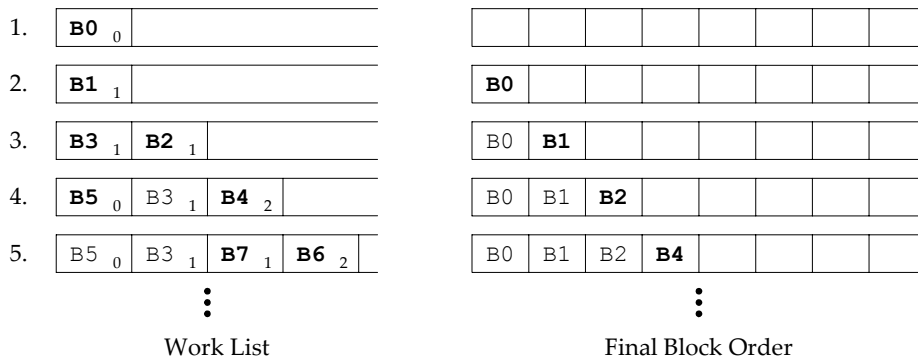 1. B0 0
2. B1 1 B0
3. B3 1 B2 1 B0 B1
4. B5 0 B3 1 B4 2 B0 B1 B2
5. B5 0 B3 1 B7 1 B6 2 B0 B1 B2 B4
Work List Final Block Order